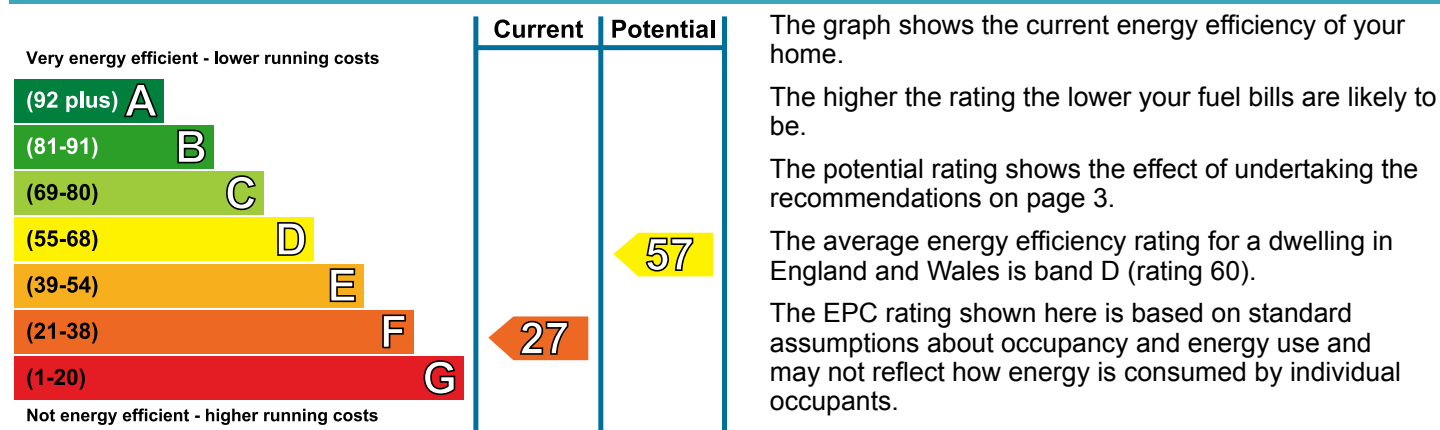 Current Potential
Very energy efficient - lower running costs
(92 plus) A
(81-91) B
(69-80) C
(55-68) D
57
(39-54) E
(21-38) F
27
(1-20) G
Not energy efficient - higher running costs
The graph shows the current energy efficiency of your
home.
The higher the rating the lower your fuel bills are likely to
be.
The potential rating shows the effect of undertaking the
recommendations on page 3.
The average energy efficiency rating for a dwelling in
England and Wales is band D (rating 60).
The EPC rating shown here is based on standard
assumptions about occupancy and energy use and
may not reflect how energy is consumed by individual
occupants.